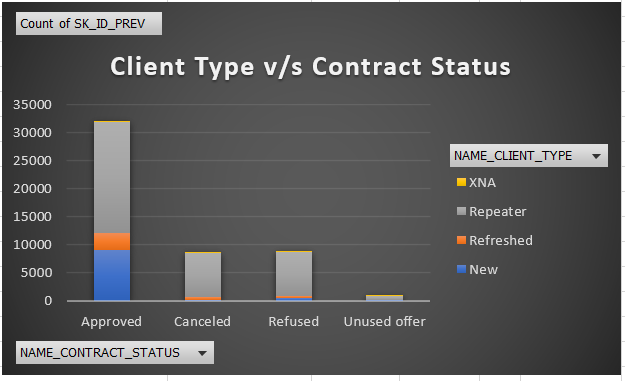 Count of SK_ID_PREV
Client Type v/s Contract Status
35000
30000
25000
20000
15000
10000
5000
0
Approved
Canceled
Refused
Unused offer
NAME_CLIENT_TYPE
XNA
Repeater
Refreshed
New
NAME_CONTRACT_STATUS